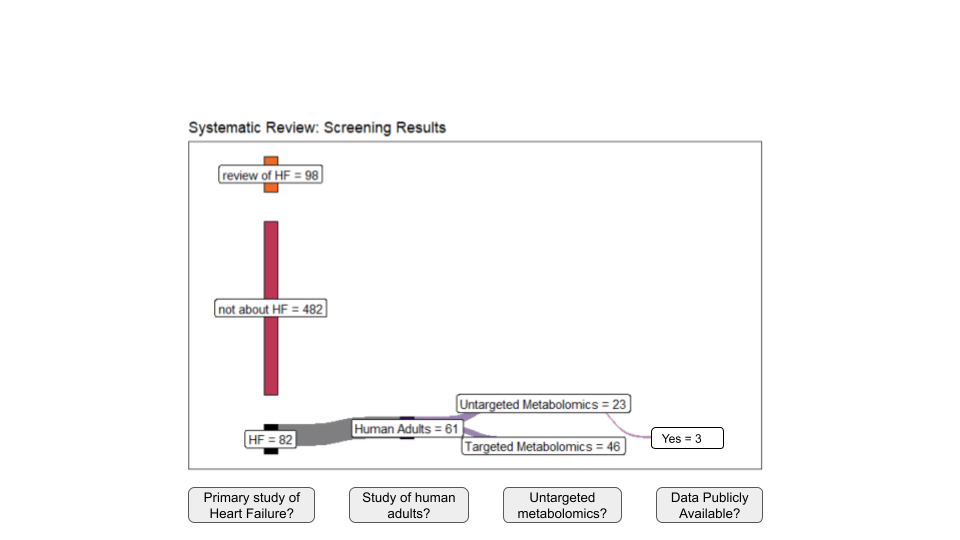 Systematic Review: Screening Results
review of HF = 98
not about HF = 482
Untargeted Metabolomics = 23
Human Adults = 61
HF = 82
Yes = 3
Targeted Metabolomics = 46
Primary study of
Heart Failure?
Study of human
adults?
Untargeted
metabolomics?
Data Publicly
Available?